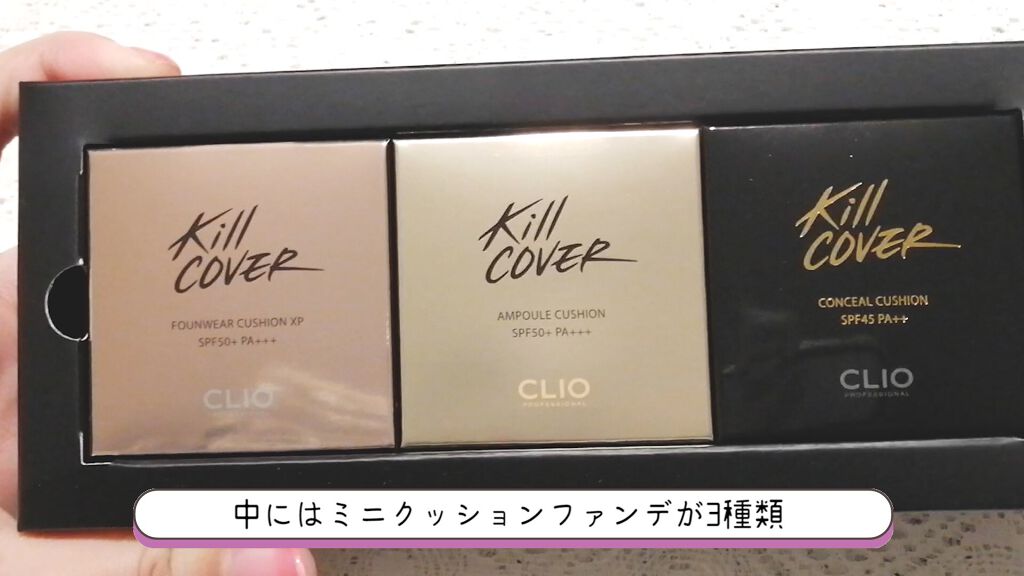 Kill
COVER
FOUNWEAR CUSHION XP
SPF50+ PA+++
CLIO
Kill
COVER
AMPOULE CUSHION
SPF50+ PA+++
CLIO
PROFESSIONAL
Kill
COVER
CONCEAL CUSHION
SPF45 PA++
CLIO
PROFESSIONAL
中にはミニクッションファンデが3種類